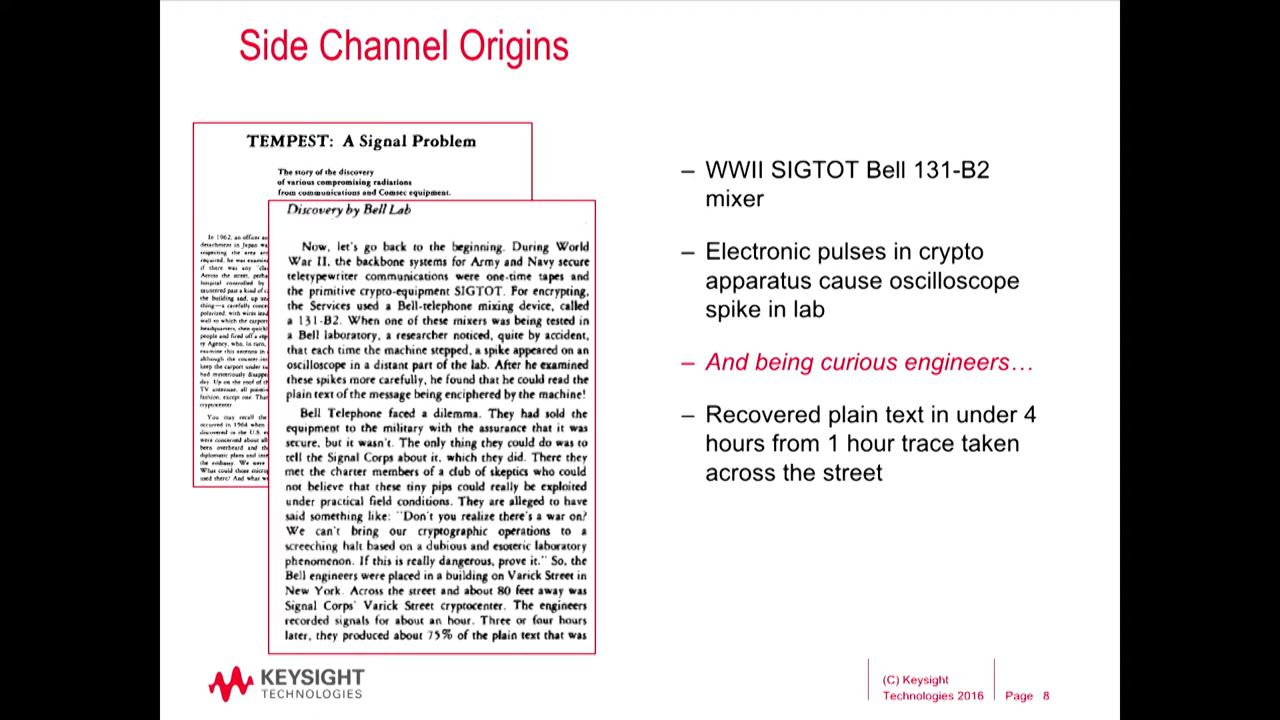 Side Channel Origins
TEMPEST: A Signal Problem
The story of the discovery
of various compromising radiations
from communications and Comsec equipment.
Discovery by Bell Lab
Now, let's go back to the beginning. During World
War II, the backbone systems for Army and Navy secure
teletypewriter communications were one-time tapes and
the primitive crypto-equipment SIGTOT. For encrypting,
the Services used a Bell-telephone mixing device, called
a 131-B2. When one of these mixers was being tested in
a Bell laboratory, a researcher noticed, quite by accident,
that each time the machine stepped, a spike appeared on an
oscilloscope in a distant part of the lab. After he examined
these spikes more carefully, he found that he could read the
plain text of the message being enciphered by the machine!
Bell Telephone faced a dilemma. They had sold the
equipment to the military with the assurance that it was
secure, but it wasn't. The only thing they could do was to
tell the Signal Corps about it, which they did. There they
met the charter members of a club of skeptics who could
not believe that these tiny pips could really be exploited
under practical field conditions. They are alleged to have
said something like: "Don't you realize there's a war on?
We can't bring our cryptographic operations to a
screeching halt based on a dubious and esoteric laboratory
phenomenon. If this is really dangerous, prove it." So, the
Bell engineers were placed in a building on Varick Street in
New York. Across the street and about 80 feet away was
Signal Corps' Varick Street cryptocenter. The engineers
recorded signals for about an hour. Three or four hours
later, they produced about 75% of the plain text that was
– WWII SIGTOT Bell 131-B2
mixer
– Electronic pulses in crypto
apparatus cause oscilloscope
spike in lab
– And being curious engineers…
– Recovered plain text in under 4
hours from 1 hour trace taken
across the street
KEYSIGHT
TECHNOLOGIES
(C) Keysight
Technologies 2016
Page 8